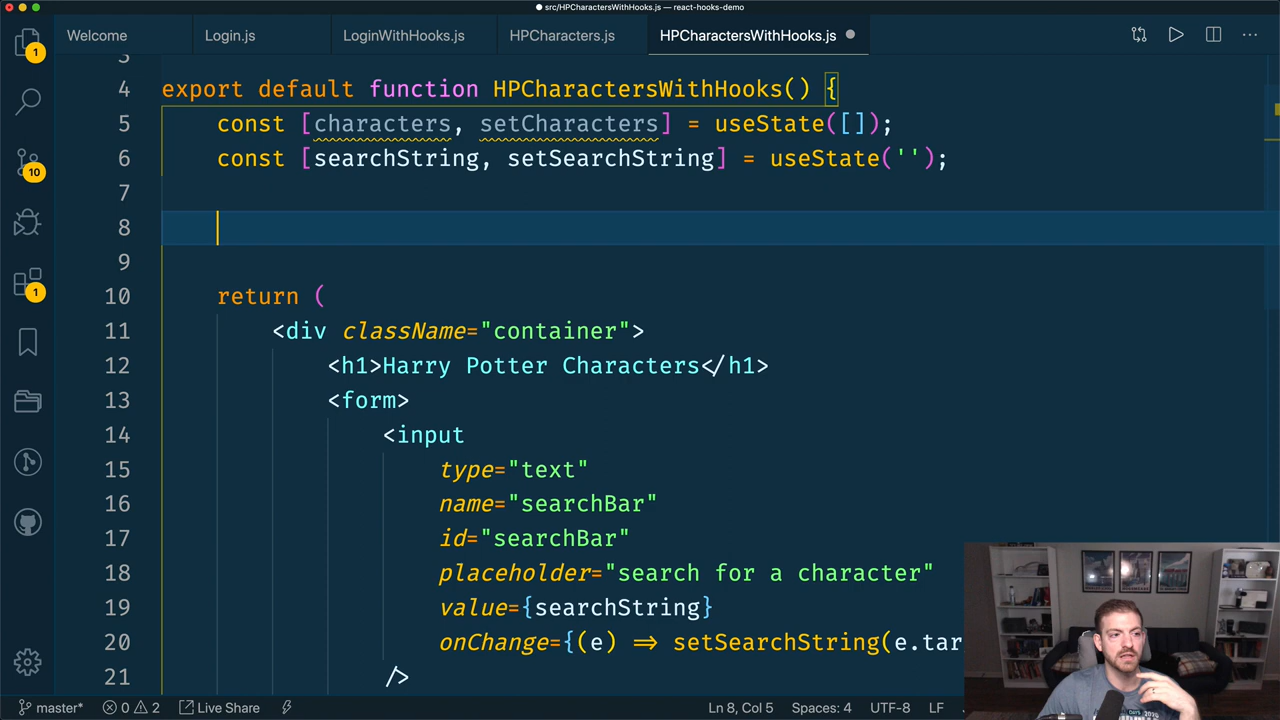 src/HPCharactersWithHooks.js — react-hooks-demo
Welcome
Login.js
LoginWithHooks.js
HPCharacters.js
HPCharactersWithHooks.js
1
10
1
3
4 export default function HPCharactersWithHooks() {
5 const [characters, setCharacters] = useState([]);
6 const [searchString, setSearchString] = useState('');
7
8
9
10 return (
11 <div className="container">
12 <h1>Harry Potter Characters</h1>
13 <form>
14 <input
15 type="text"
16 name="searchBar"
17 id="searchBar"
18 placeholder="search for a character"
19 value={searchString}
20 onChange={(e) => setSearchString(e.tar
21 />
master* 0 2 Live Share Ln 8, Col 5 Spaces: 4 UTF-8 LF